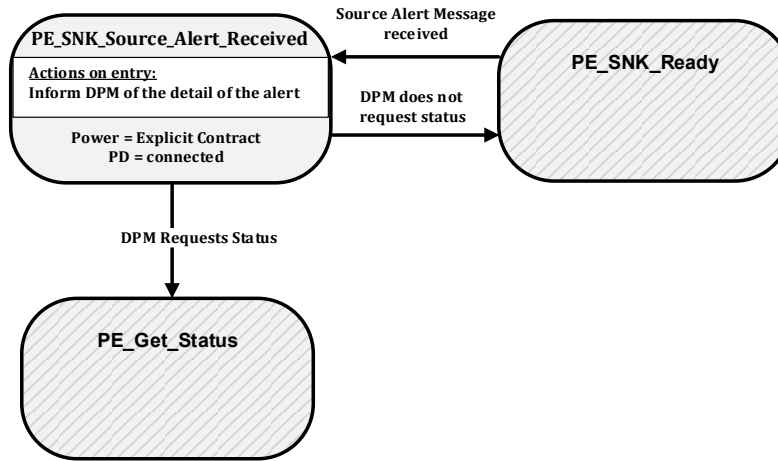 PE_SNK_Source_Alert_Received
Actions on entry:
Inform DPM of the detail of the alert
Power = Explicit Contract
PD = connected
Source Alert Message
received
DPM does not
request status
PE_SNK_Ready
DPM Requests Status
PE_Get_Status